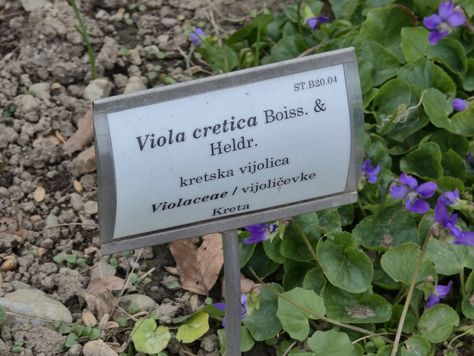 ST.B20.04
Viola cretica Boiss. &
Heldr.
kretska vijolica
Violaceae / vijoličevke
Kreta